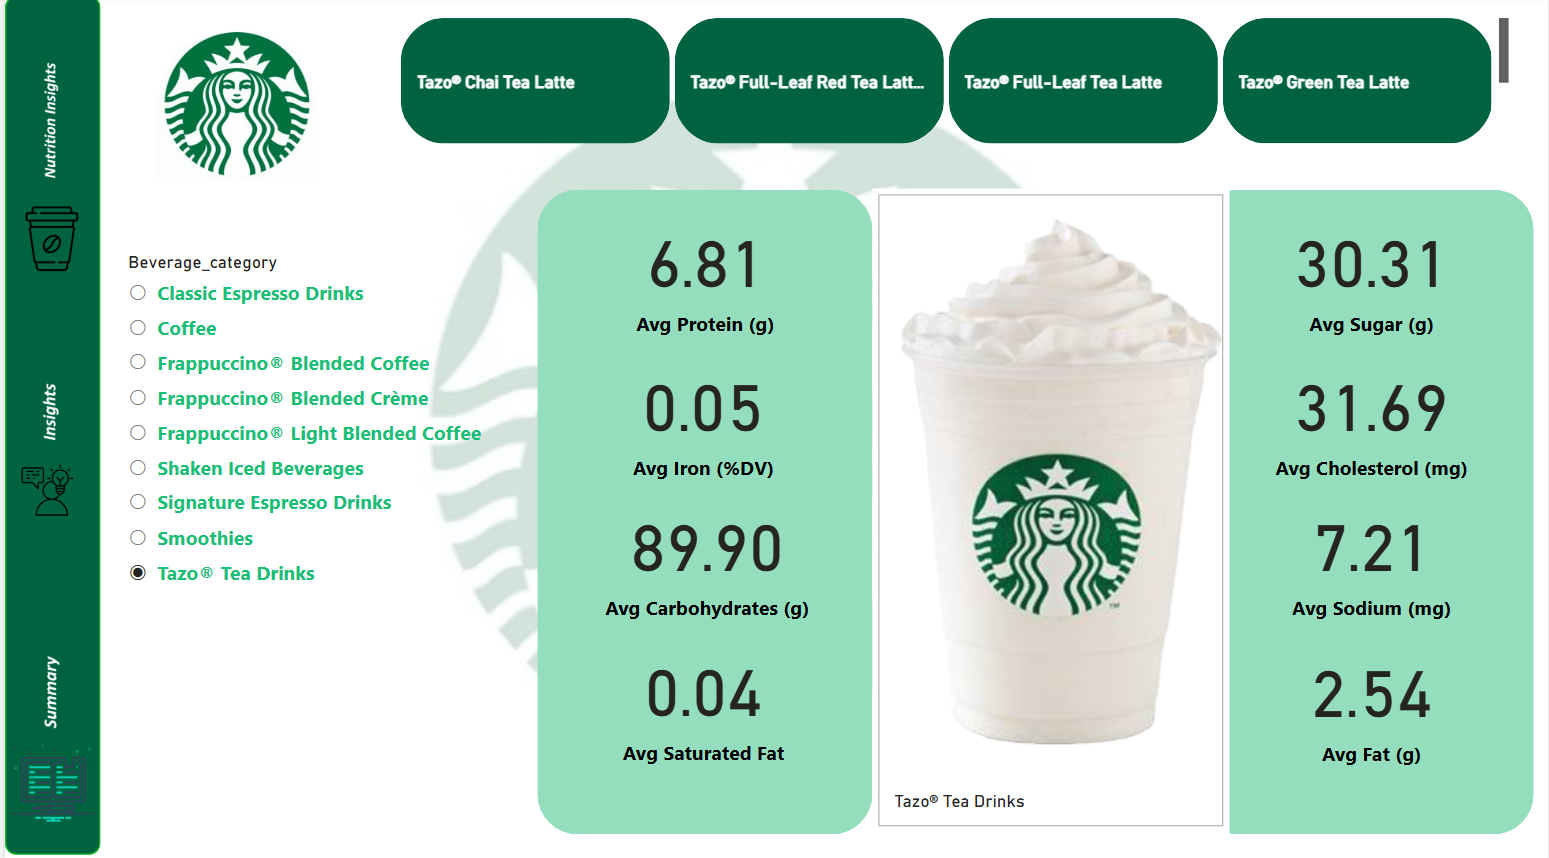 Nutrition Insights
Insights
Summary
Tazo® Chai Tea Latte
Tazo® Full-Leaf Red Tea Latt...
Tazo® Full-Leaf Tea Latte
Tazo® Green Tea Latte
Beverage_category
Classic Espresso Drinks
Coffee
Frappuccino® Blended Coffee
Frappuccino® Blended Crème
Frappuccino® Light Blended Coffee
Shaken Iced Beverages
Signature Espresso Drinks
Smoothies
Tazo® Tea Drinks
6.81
Avg Protein (g)
0.05
Avg Iron (%DV)
89.90
Avg Carbohydrates (g)
0.04
Avg Saturated Fat
TM
Tazo® Tea Drinks
30.31
Avg Sugar (g)
31.69
Avg Cholesterol (mg)
7.21
Avg Sodium (mg)
2.54
Avg Fat (g)